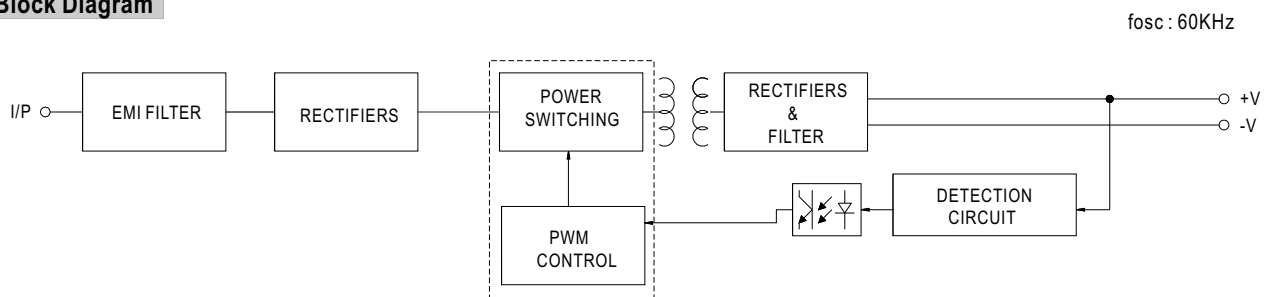 Block Diagram
fosc : 60KHz
I/P
EMI FILTER
RECTIFIERS
POWER
SWITCHING
RECTIFIERS
&
FILTER
+V
-V
DETECTION
CIRCUIT
PWM
CONTROL